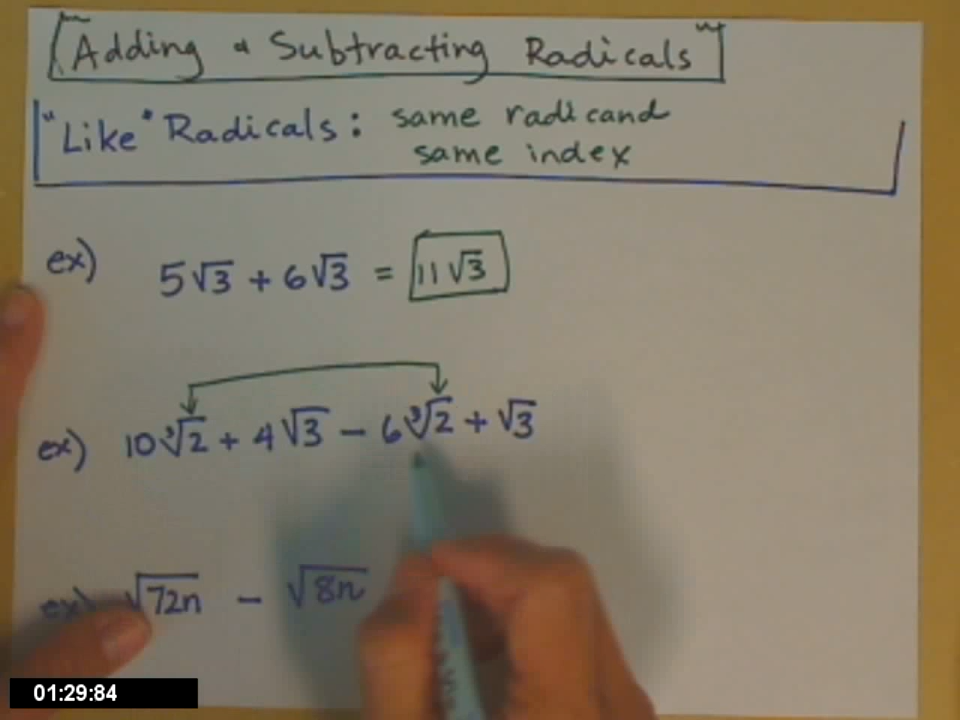 "Adding & Subtracting Radicals"
"Like" Radicals: same radicand
same index
ex) 5√3 + 6√3 = 11√3
ex) 10∛2 + 4√3 − 6∛2 + √3
ex) √72n − √8n
01:29:84